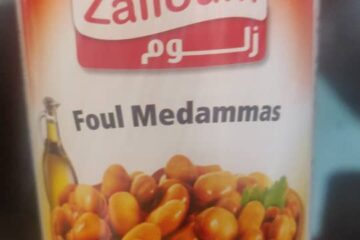 Zalloum
زلوم
Foul Medammas